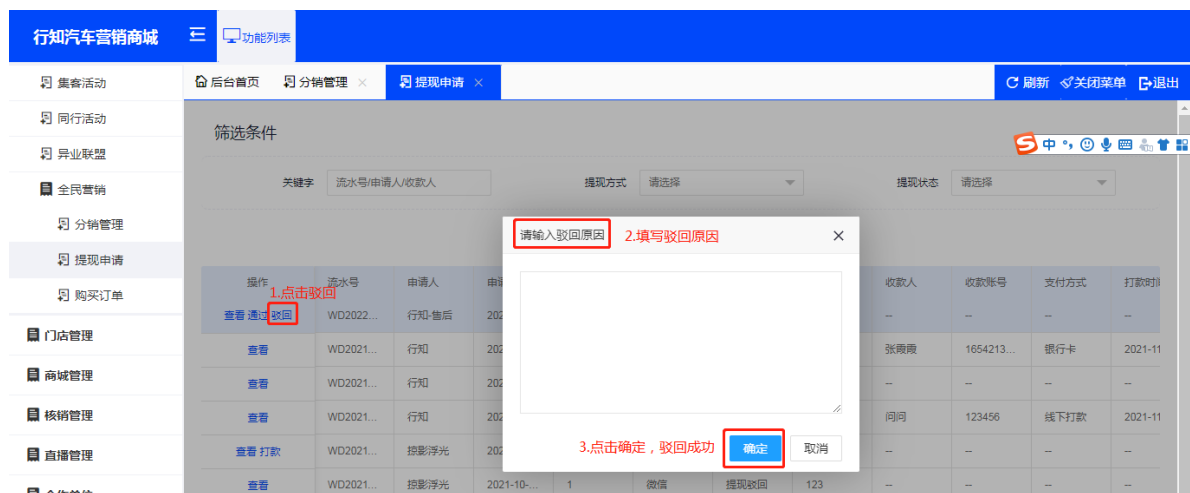 行知汽车营销商城
功能列表
集客活动
后台首页 分销管理 提现申请 刷新 关闭菜单 退出
同行活动
筛选条件
异业联盟
中
全民营销
关键字 流水号/申请人/收款人 提现方式 请选择 提现状态 请选择
分销管理
请输入驳回原因 2.填写驳回原因
提现申请
购买订单
操作 流水号 申请人 收款人 收款账号 支付方式 打款时间
1.点击驳回
查看 通过 驳回 WD2022... 行知-售后 202 -- -- -- --
门店管理
查看 WD2021... 行知 202 张霞霞 1654213... 银行卡 2021-11
商城管理
查看 WD2021... 行知 202 -- -- -- --
核销管理
查看 WD2021... 行知 202 问问 123456 线下打款 2021-11
直播管理
查看 打款 WD2021... 掠影浮光 202 -- -- -- --
3.点击确定，驳回成功 确定 取消
查看 WD2021... 掠影浮光 2021-10-... 1 微信 提现驳回 123 -- -- -- --